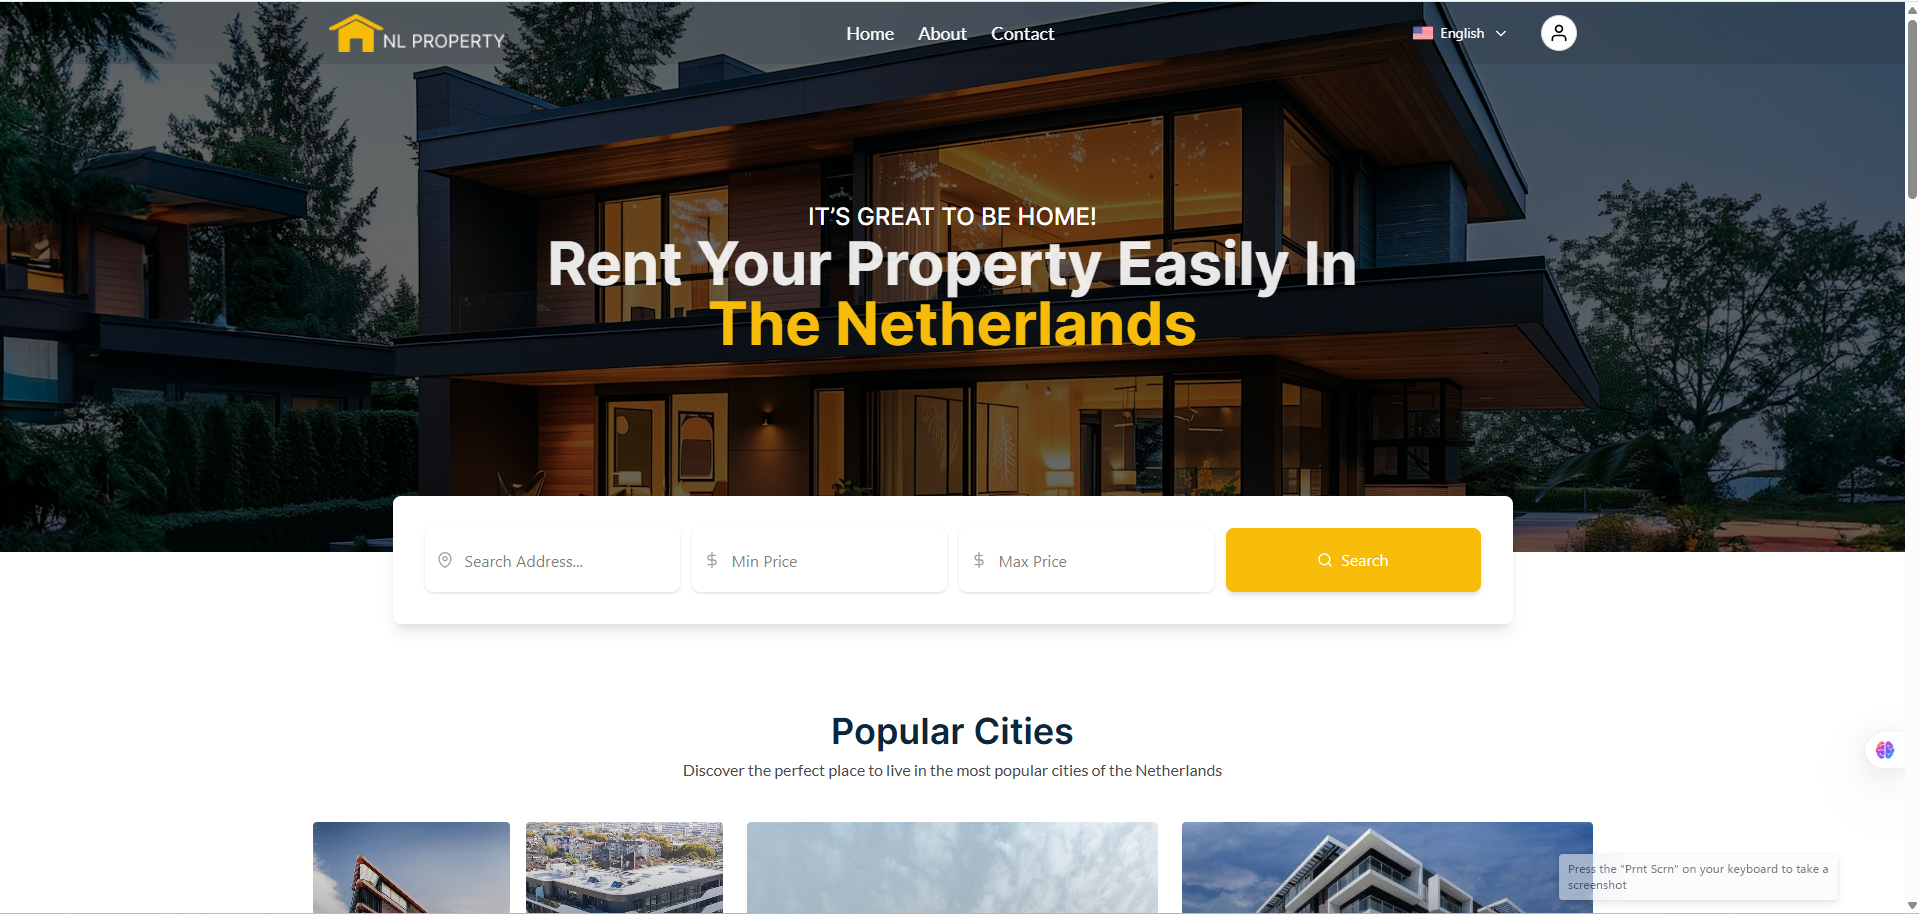 NL PROPERTY
Home About Contact
English
IT’S GREAT TO BE HOME!
Rent Your Property Easily In
The Netherlands
Search Address...
$ Min Price
$ Max Price
Search
Popular Cities
Discover the perfect place to live in the most popular cities of the Netherlands
Press the "Prnt Scrn" on your keyboard to take a
screenshot